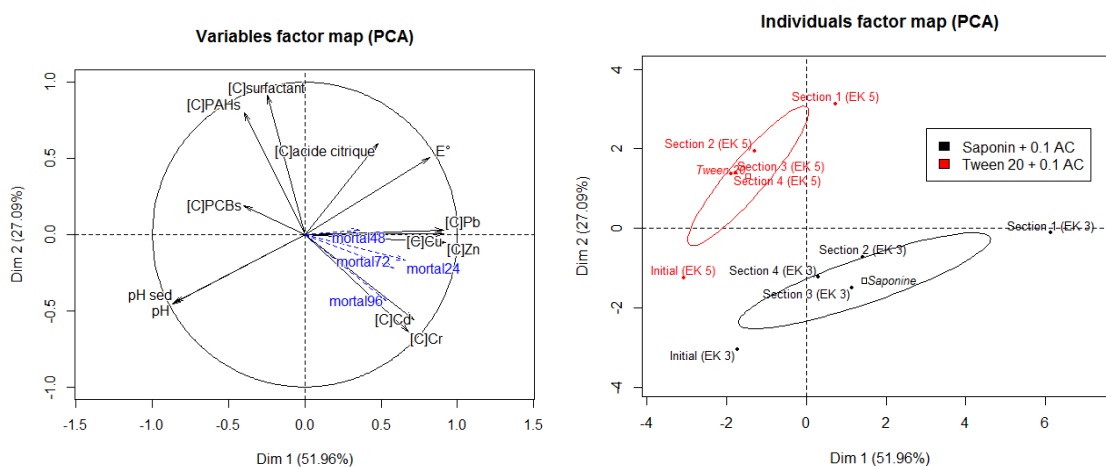 Variables factor map (PCA)
[C]surfactant
[C]PAHs
[C]acide citrique
E°
[C]PCBs
[C]Pb
[C]Cu
[C]Zn
mortal48
mortal72
mortal24
mortal96
pH sed
pH
[C]Cd
[C]Cr
Dim 2 (27.09%)
1.0
0.5
0.0
-0.5
-1.0
-1.5
-1.0
-0.5
0.0
0.5
1.0
1.5
Dim 1 (51.96%)
Individuals factor map (PCA)
Section 1 (EK 5)
Section 2 (EK 5)
Section 3 (EK 5)
Tween 20
Section 4 (EK 5)
Initial (EK 5)
Saponin + 0.1 AC
Tween 20 + 0.1 AC
Section 1 (EK 3)
Section 2 (EK 3)
Section 4 (EK 3)
Saponine
Section 3 (EK 3)
Initial (EK 3)
Dim 2 (27.09%)
4
2
0
-2
-4
-4
-2
0
2
4
6
Dim 1 (51.96%)